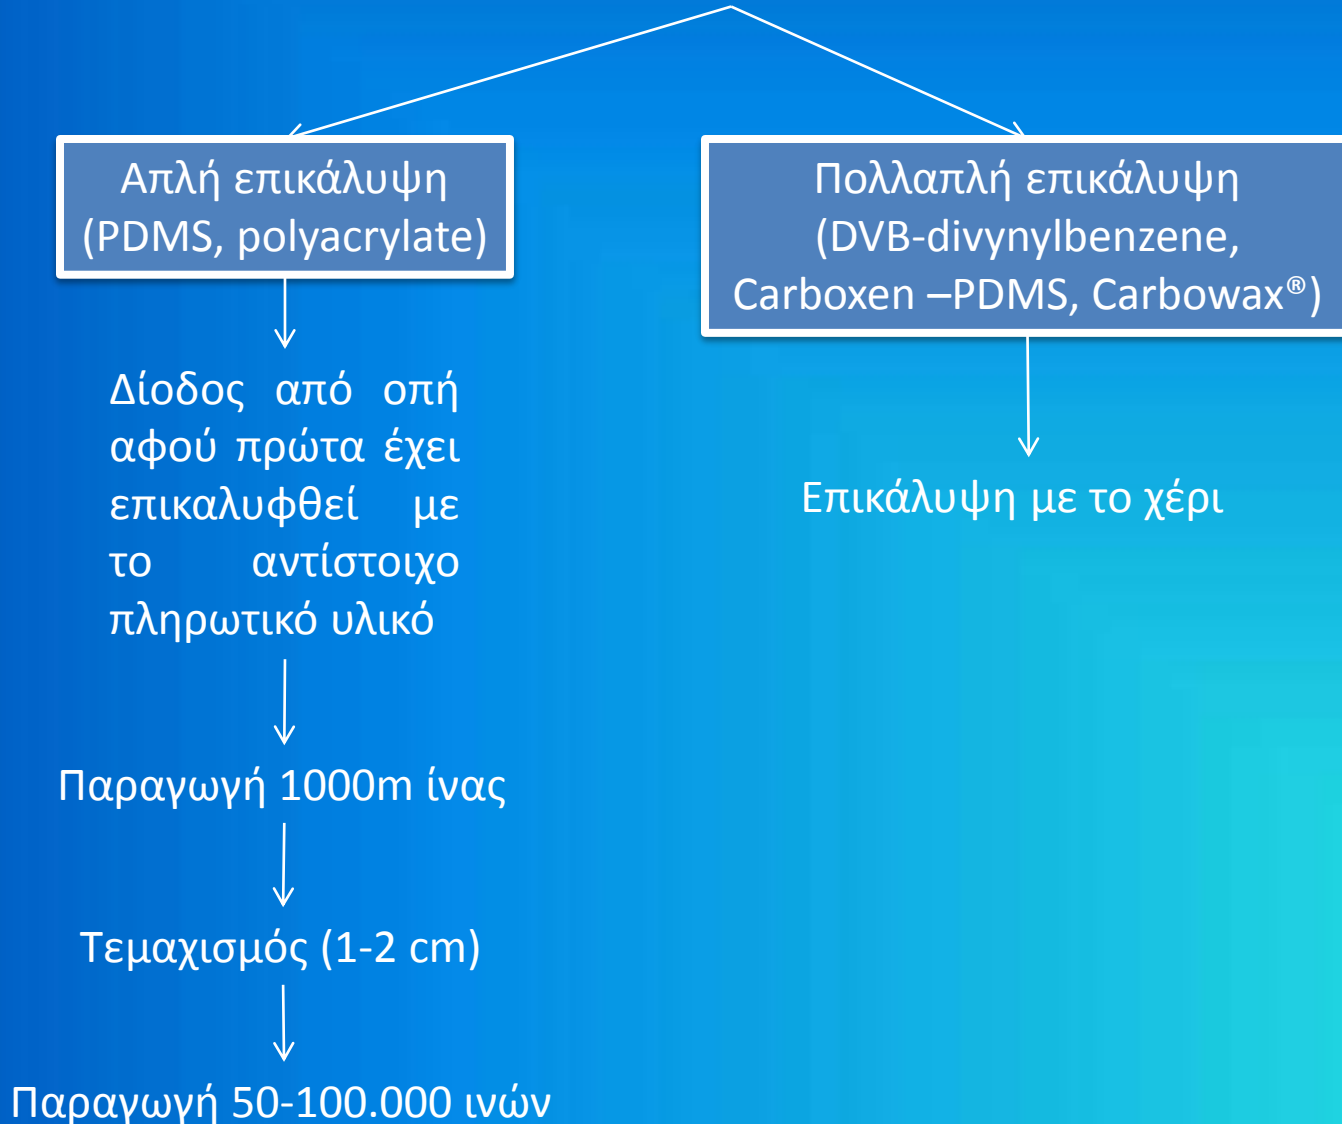 Απλή επικάλυψη
(PDMS, polyacrylate)
Πολλαπλή επικάλυψη
(DVB-divynylbenzene,
Carboxen –PDMS, Carbowax®)
Δίοδος από οπή
αφού πρώτα έχει
επικαλυφθεί με
το αντίστοιχο
πληρωτικό υλικό
Επικάλυψη με το χέρι
Παραγωγή 1000m ίνας
Τεμαχισμός (1-2 cm)
Παραγωγή 50-100.000 ινών